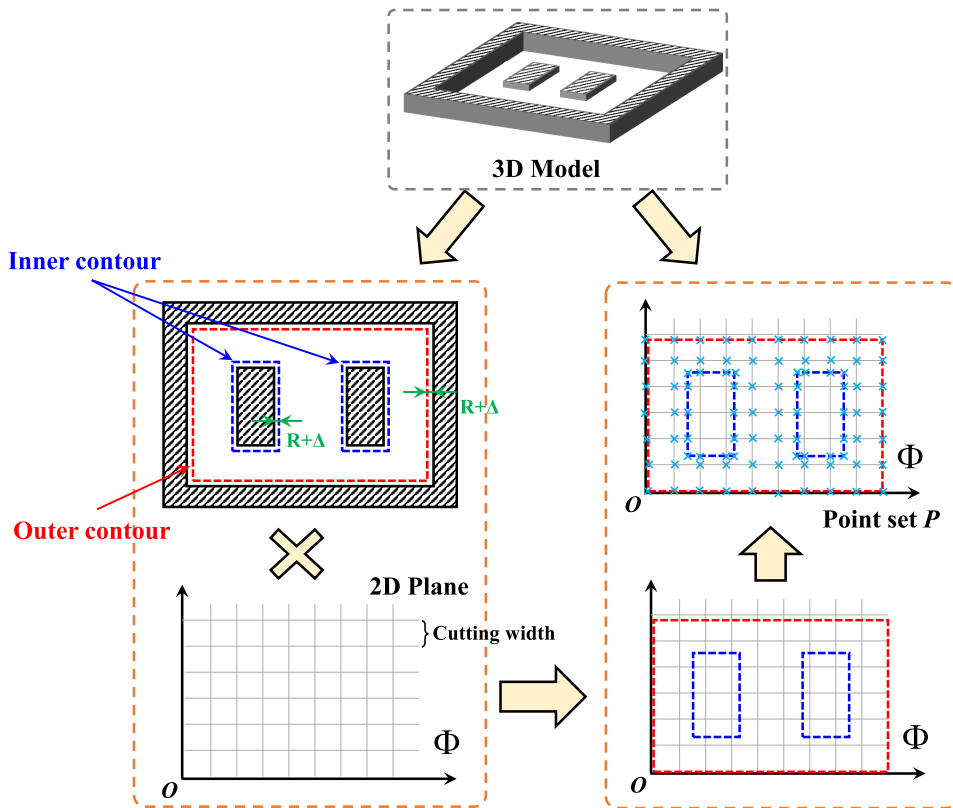 3D Model
Inner contour
R+Δ
R+Δ
Outer contour
Φ
O
Point set P
2D Plane
Cutting width
Φ
O
Φ
O